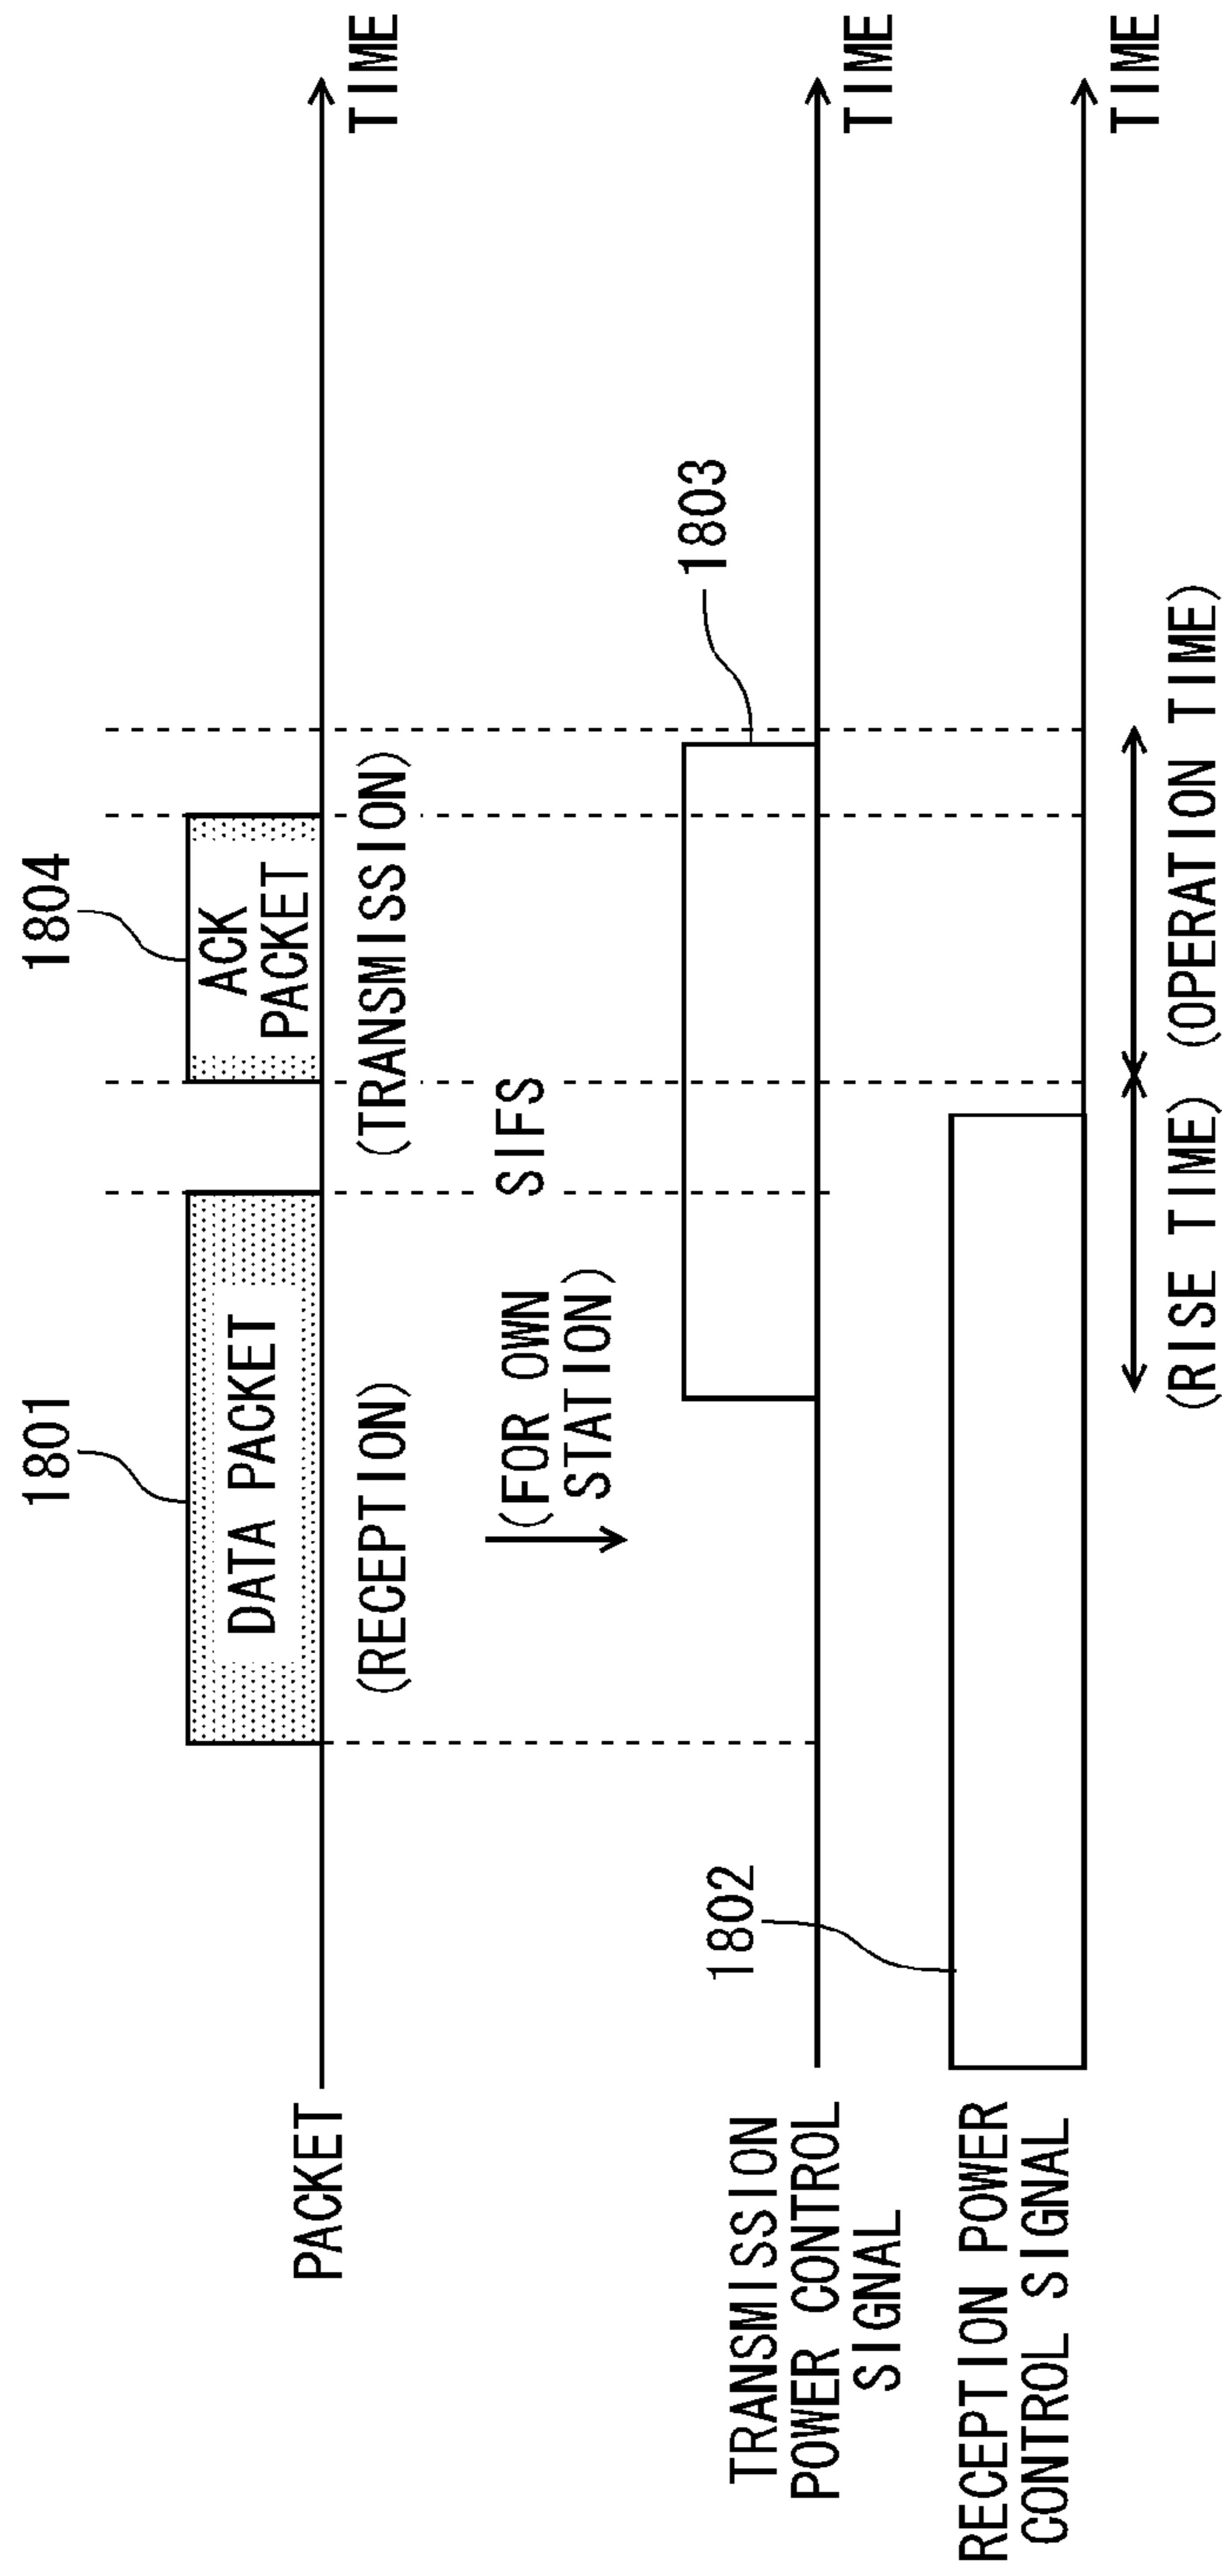 1801
1804
DATA PACKET
ACK
PACKET
PACKET
TIME
(RECEPTION)
(TRANSMISSION)
(FOR OWN
STATION)
SIFS
1803
TRANSMISSION
POWER CONTROL
SIGNAL
TIME
1802
RECEPTION POWER
CONTROL SIGNAL
TIME
(RISE TIME)
(OPERATION TIME)